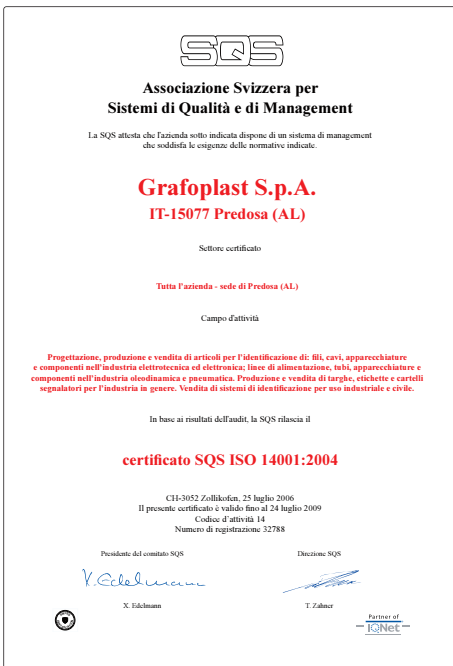 SQS
Associazione Svizzera per
Sistemi di Qualità e di Management
La SQS attesta che l'azienda sotto indicata dispone di un sistema di management
che soddisfa le esigenze delle normative indicate.
Grafoplast S.p.A.
IT-15077 Predosa (AL)
Settore certificato
Tutta l'azienda - sede di Predosa (AL)
Campo d'attività
Progettazione, produzione e vendita di articoli per l'identificazione di: fili, cavi, apparecchiature
e componenti nell'industria elettrotecnica ed elettronica; linee di alimentazione, tubi, apparecchiature e
componenti nell'industria oleodinamica e pneumatica. Produzione e vendita di targhe, etichette e cartelli
segnalatori per l'industria in genere. Vendita di sistemi di identificazione per uso industriale e civile.
In base ai risultati dell'audit, la SQS rilascia il
certificato SQS ISO 14001:2004
CH-3052 Zollikofen, 25 luglio 2006
Il presente certificato è valido fino al 24 luglio 2009
Codice d'attività 14
Numero di registrazione 32788
Presidente del comitato SQS
Direzione SQS
X. Edelmann
X. Edelmann
T. Zahner
Partner of
IQNet